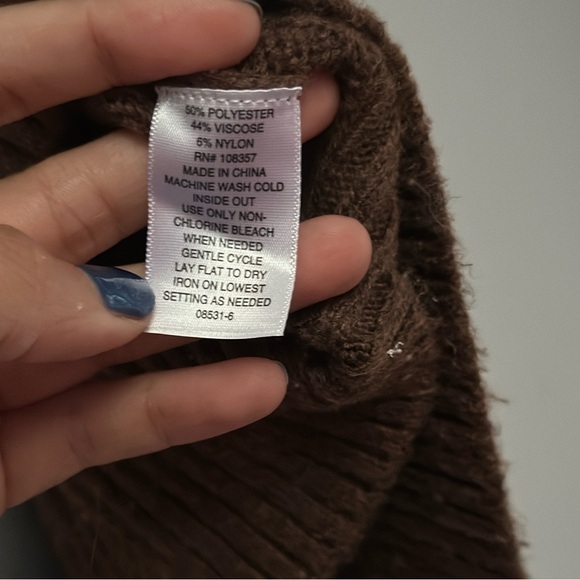 50% POLYESTER
44% VISCOSE
6% NYLON
RN# 108357
MADE IN CHINA
MACHINE WASH COLD
INSIDE OUT
USE ONLY NON-
CHLORINE BLEACH
WHEN NEEDED
GENTLE CYCLE
LAY FLAT TO DRY
IRON ON LOWEST
SETTING AS NEEDED
08531-6